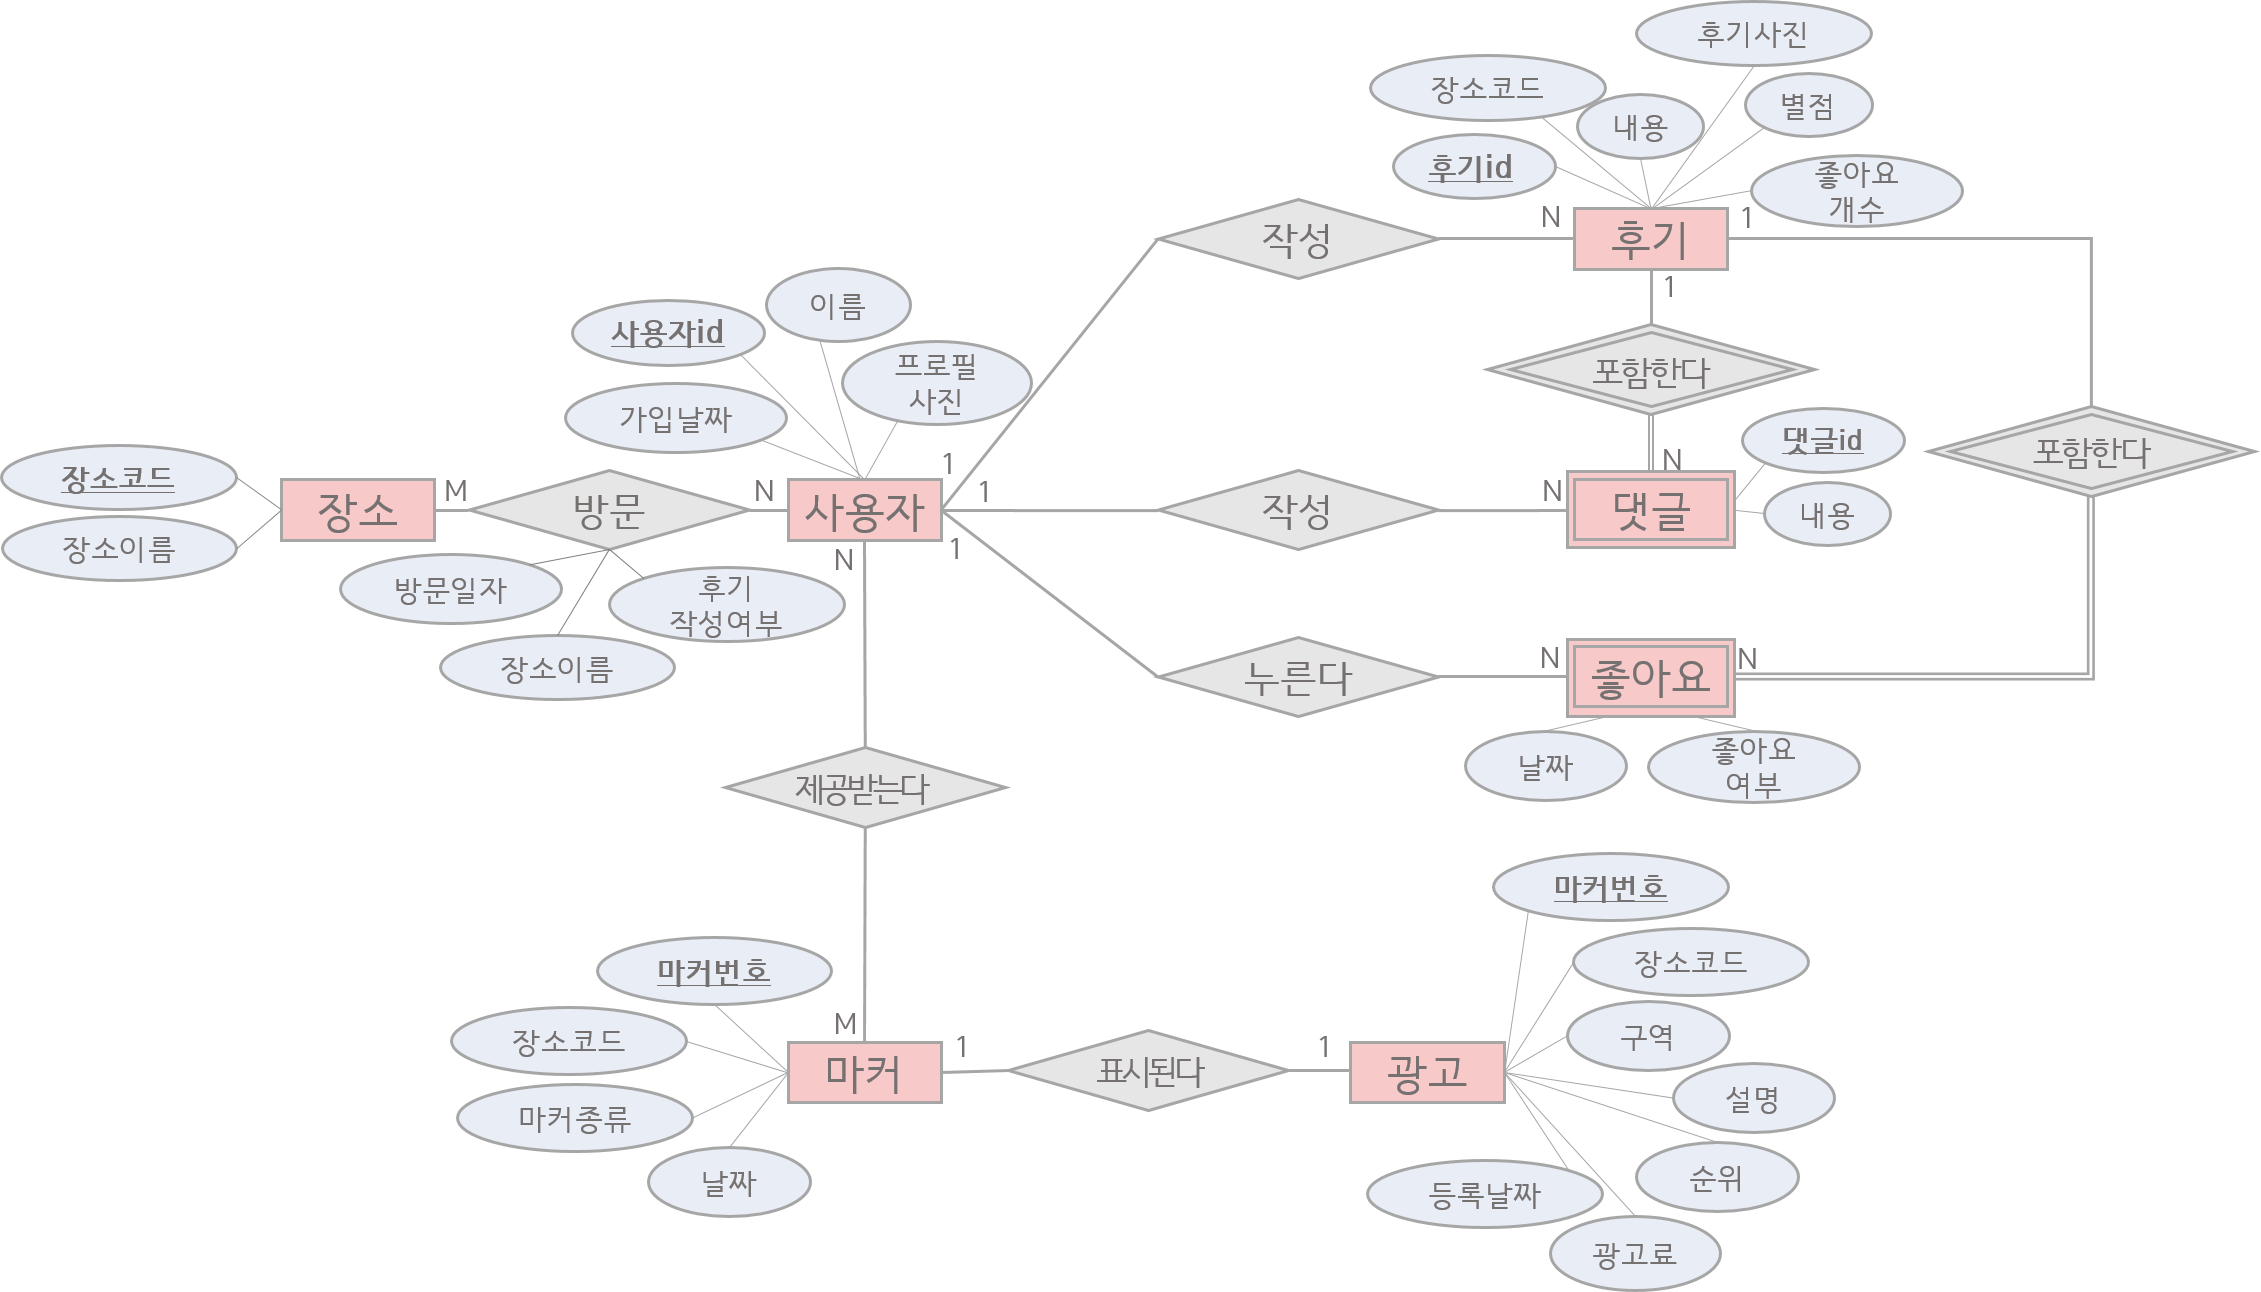 후기사진
장소코드
별점
내용
후기id
좋아요
개수
N
1
작성
후기
1
이름
사용자id
프로필
사진
포함한다
가입날짜
댓글id
포함한다
장소코드
1
N
M
N
1
N
장소
방문
사용자
작성
댓글
내용
장소이름
1
N
방문일자
후기
작성여부
장소이름
N
N
누른다
좋아요
날짜
좋아요
여부
제공받는다
마커번호
마커번호
장소코드
M
1
1
장소코드
구역
마커
표시된다
광고
마커종류
설명
날짜
순위
등록날짜
광고료